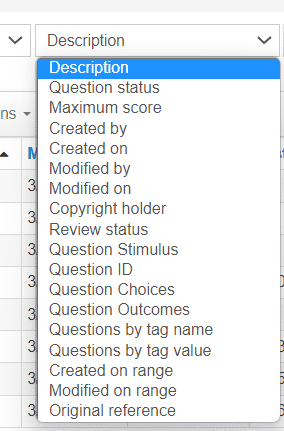 Description
Description
Question status
ns
Maximum score
Created by
Created on
Modified by
Modified on
Copyright holder
Review status
Question Stimulus
Question ID
Question Choices
Question Outcomes
Questions by tag name
Questions by tag value
Created on range
Modified on range
Original reference